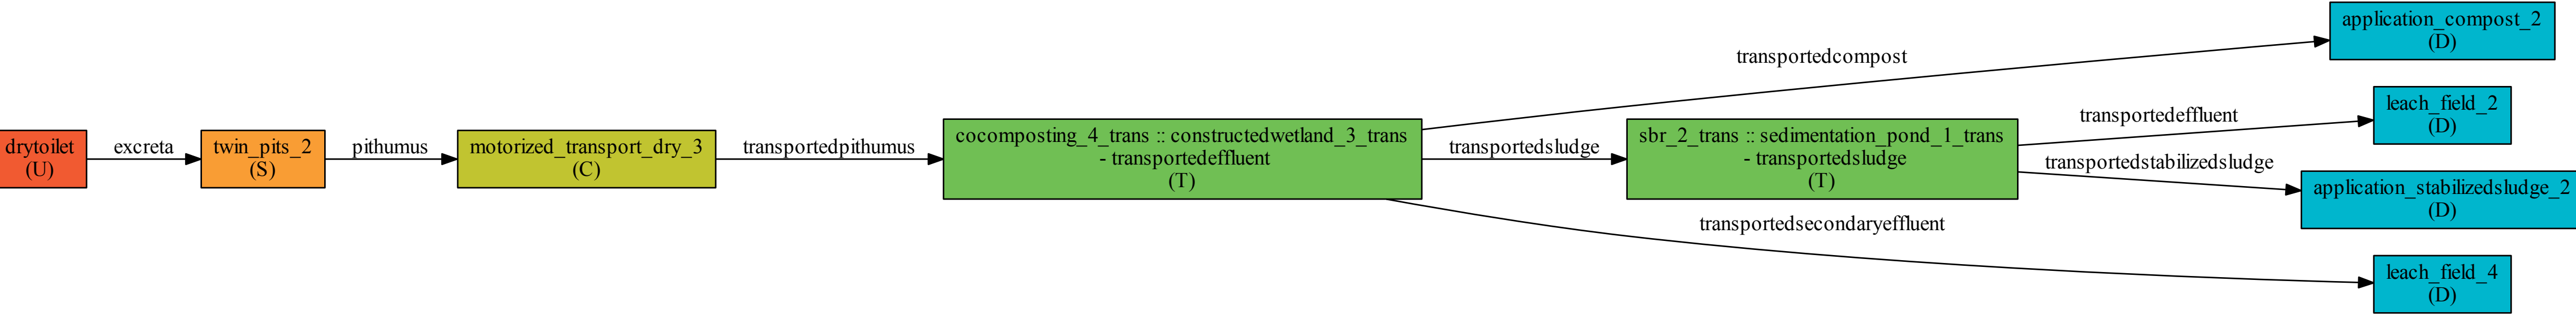 drytoilet
(U)
excreta
twin_pits_2
(S)
pithumus
motorized_transport_dry_3
(C)
transportedpithumus
cocomposting_4_trans :: constructedwetland_3_trans
- transportedeffluent
(T)
transportedcompost
transportedsludge
transportedsecondaryeffluent
sbr_2_trans :: sedimentation_pond_1_trans
- transportedsludge
(T)
transportedeffluent
transportedstabilizedsludge
application_compost_2
(D)
leach_field_2
(D)
application_stabilizedsludge_2
(D)
leach_field_4
(D)